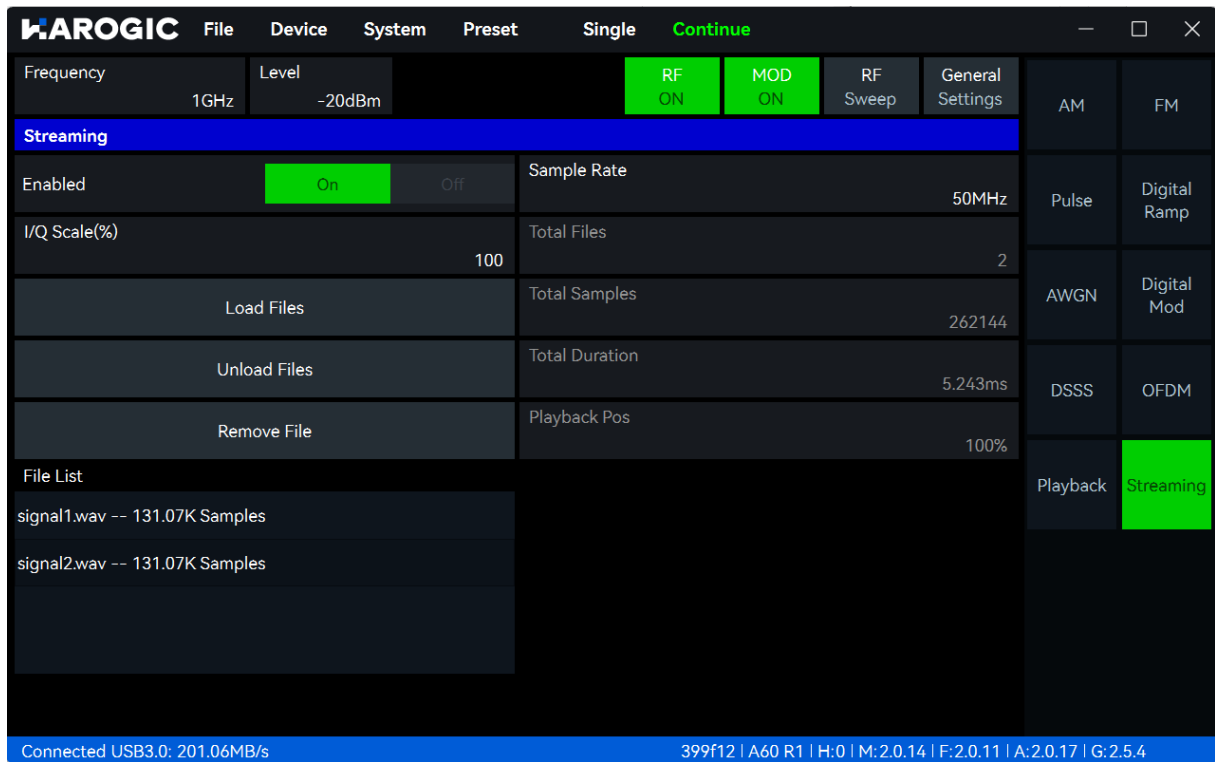 HAROGIC File Device System Preset Single Continue
Frequency
1GHz
Level
-20dBm
RF
ON
MOD
ON
RF
Sweep
General
Settings
Streaming
Enabled On Off
Sample Rate
50MHz
I/Q Scale(%)
100
Total Files
2
Load Files
Total Samples
262144
Unload Files
Total Duration
5.243ms
Remove File
Playback Pos
100%
File List
signal1.wav -- 131.07K Samples
signal2.wav -- 131.07K Samples
AM
FM
Pulse
Digital
Ramp
AWGN
Digital
Mod
DSSS
OFDM
Playback
Streaming
Connected USB3.0: 201.06MB/s
399f12 | A60 R1 | H:0 | M:2.0.14 | F:2.0.11 | A:2.0.17 | G:2.5.4